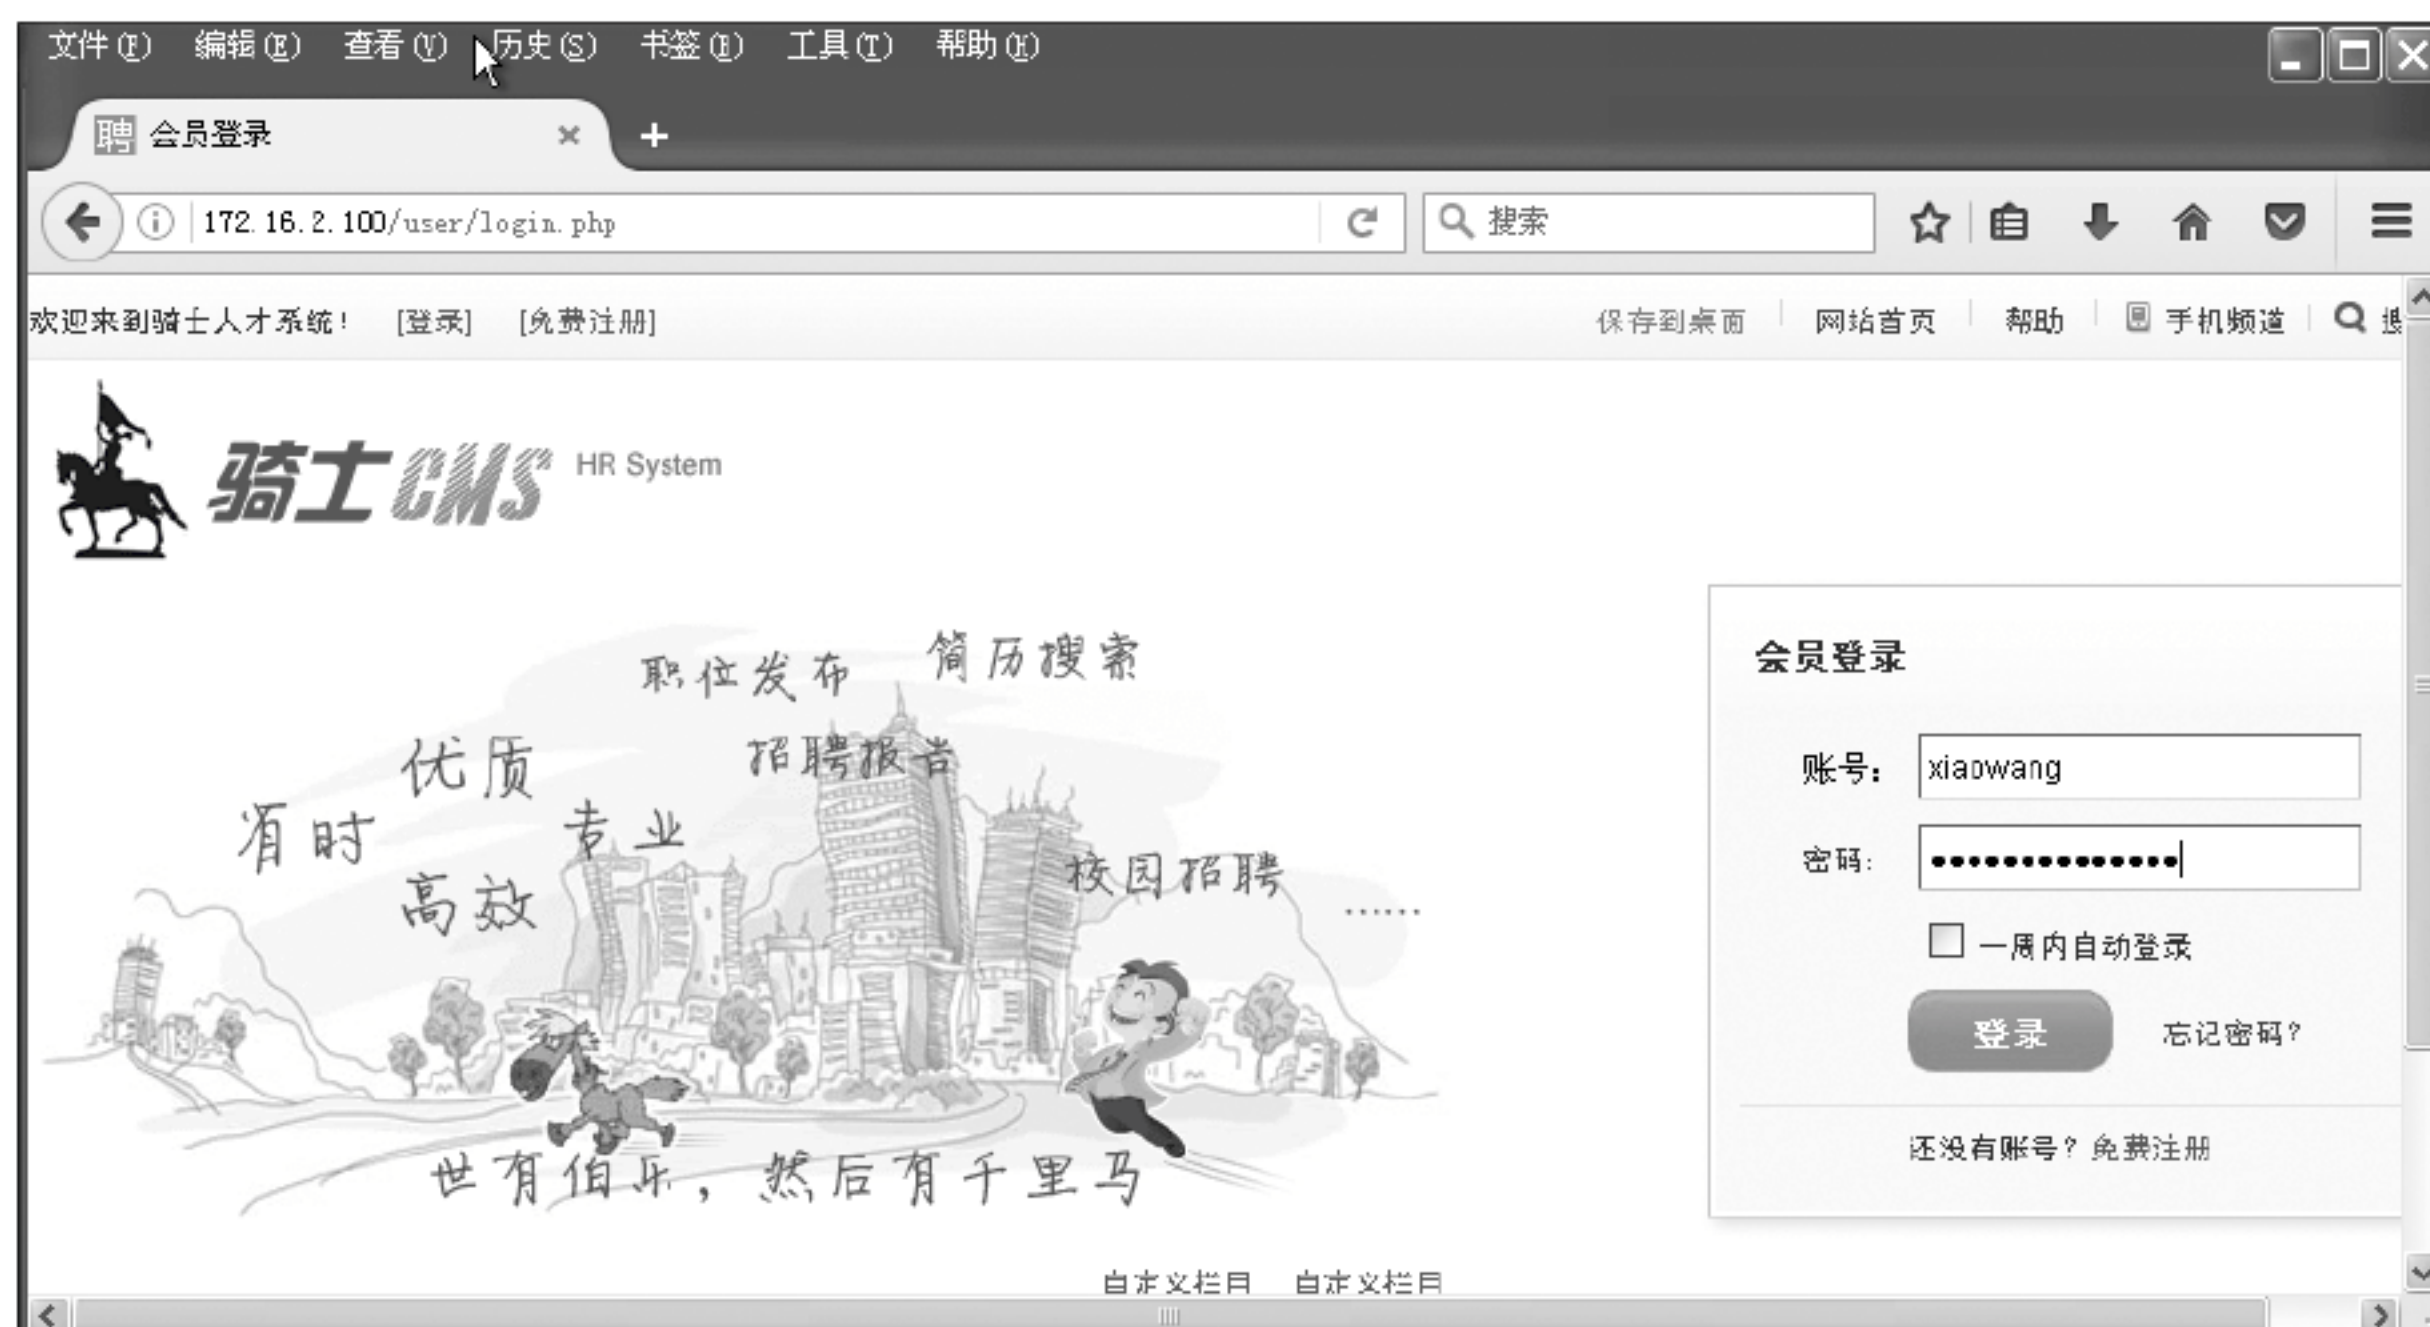 文件(F) 编辑(E) 查看(V) 历史(S) 书签(B) 工具(T) 帮助(H)
聘 会员登录
172.16.2.100/user/login.php
搜索
欢迎来到骑士人才系统! [登录] [免费注册] 保存到桌面 网站首页 帮助 手机频道
骑士CMS HR System
职位发布 简历搜索
招聘报告
优质
省时
专业
高效
校园招聘 ······
世有伯乐，然后有千里马
会员登录
账号: xiaowang
密码: ••••••••••••••
一周内自动登录
登录 忘记密码?
还没有账号? 免费注册
自定义栏目 自定义栏目